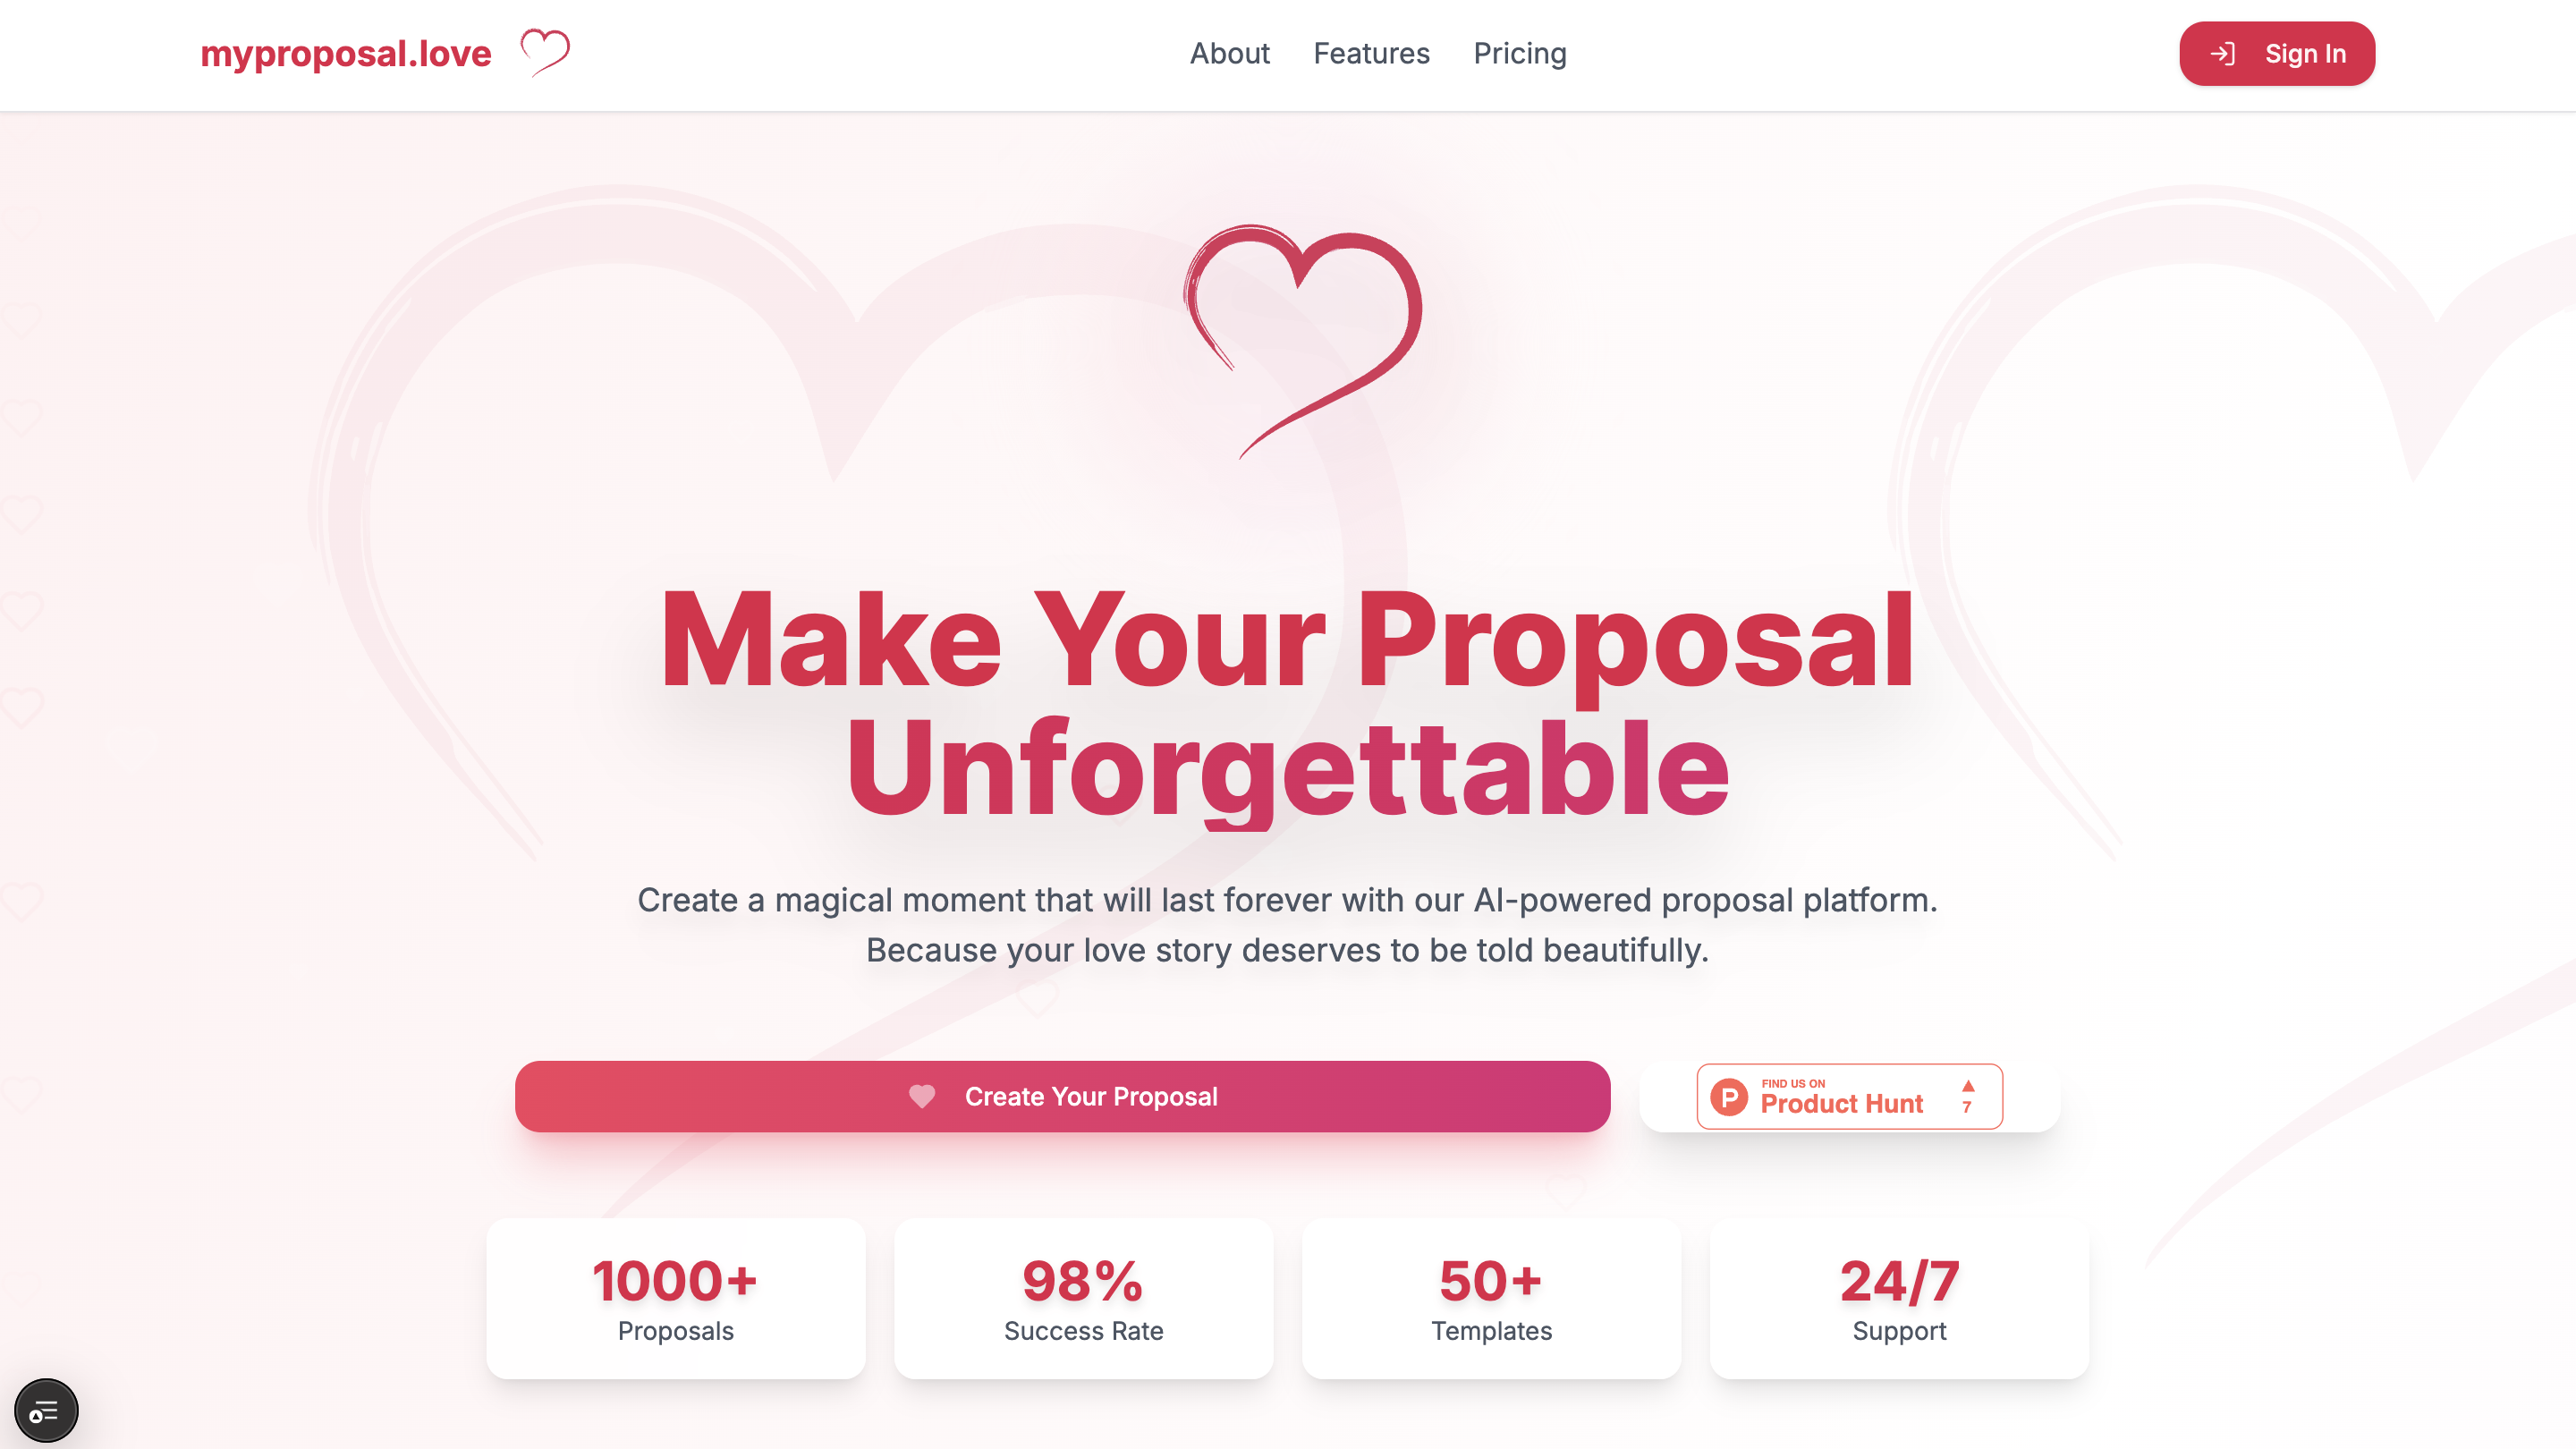 myproposal.love
About
Features
Pricing
Sign In
Make Your Proposal
Unforgettable
Create a magical moment that will last forever with our AI-powered proposal platform.
Because your love story deserves to be told beautifully.
Create Your Proposal
P
FIND US ON
Product Hunt
7
1000+
Proposals
98%
Success Rate
50+
Templates
24/7
Support